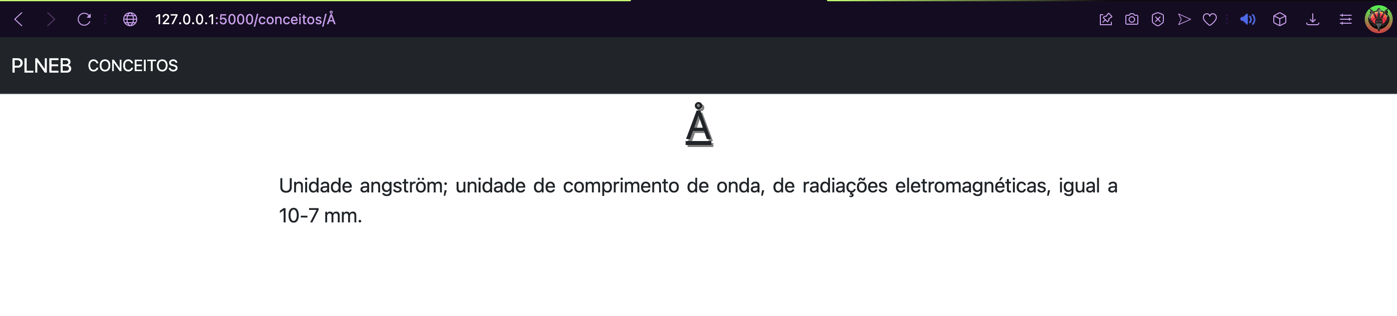 127.0.0.1:5000/conceitos/Å
PLNEB CONCEITOS
Å
Unidade angström; unidade de comprimento de onda, de radiações eletromagnéticas, igual a
10-7 mm.